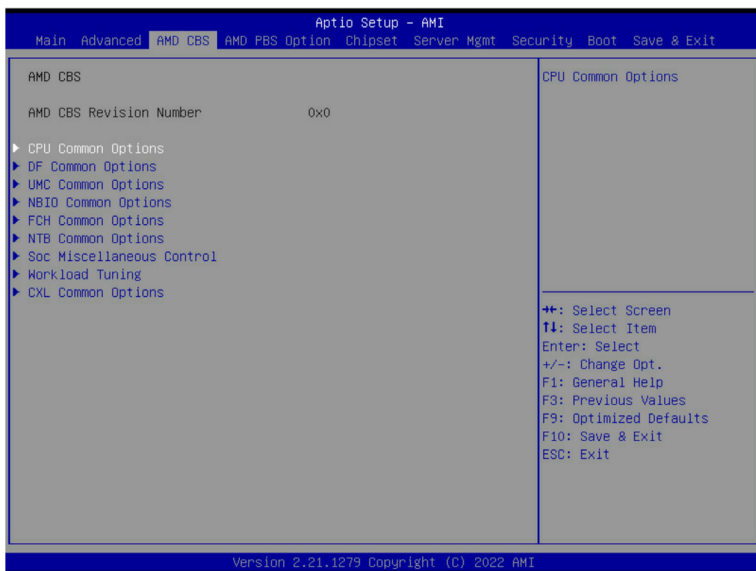 Aptio Setup - AMI
Main Advanced AMD CBS AMD PBS Option Chipset Server Mgmt Security Boot Save & Exit
AMD CBS
AMD CBS Revision Number 0x0
CPU Common Options
DF Common Options
UMC Common Options
NBIO Common Options
FCH Common Options
NTB Common Options
Soc Miscellaneous Control
Workload Tuning
CXL Common Options
CPU Common Options
→←: Select Screen
↑↓: Select Item
Enter: Select
+/-: Change Opt.
F1: General Help
F3: Previous Values
F9: Optimized Defaults
F10: Save & Exit
ESC: Exit
Version 2.21.1279 Copyright (C) 2022 AMI